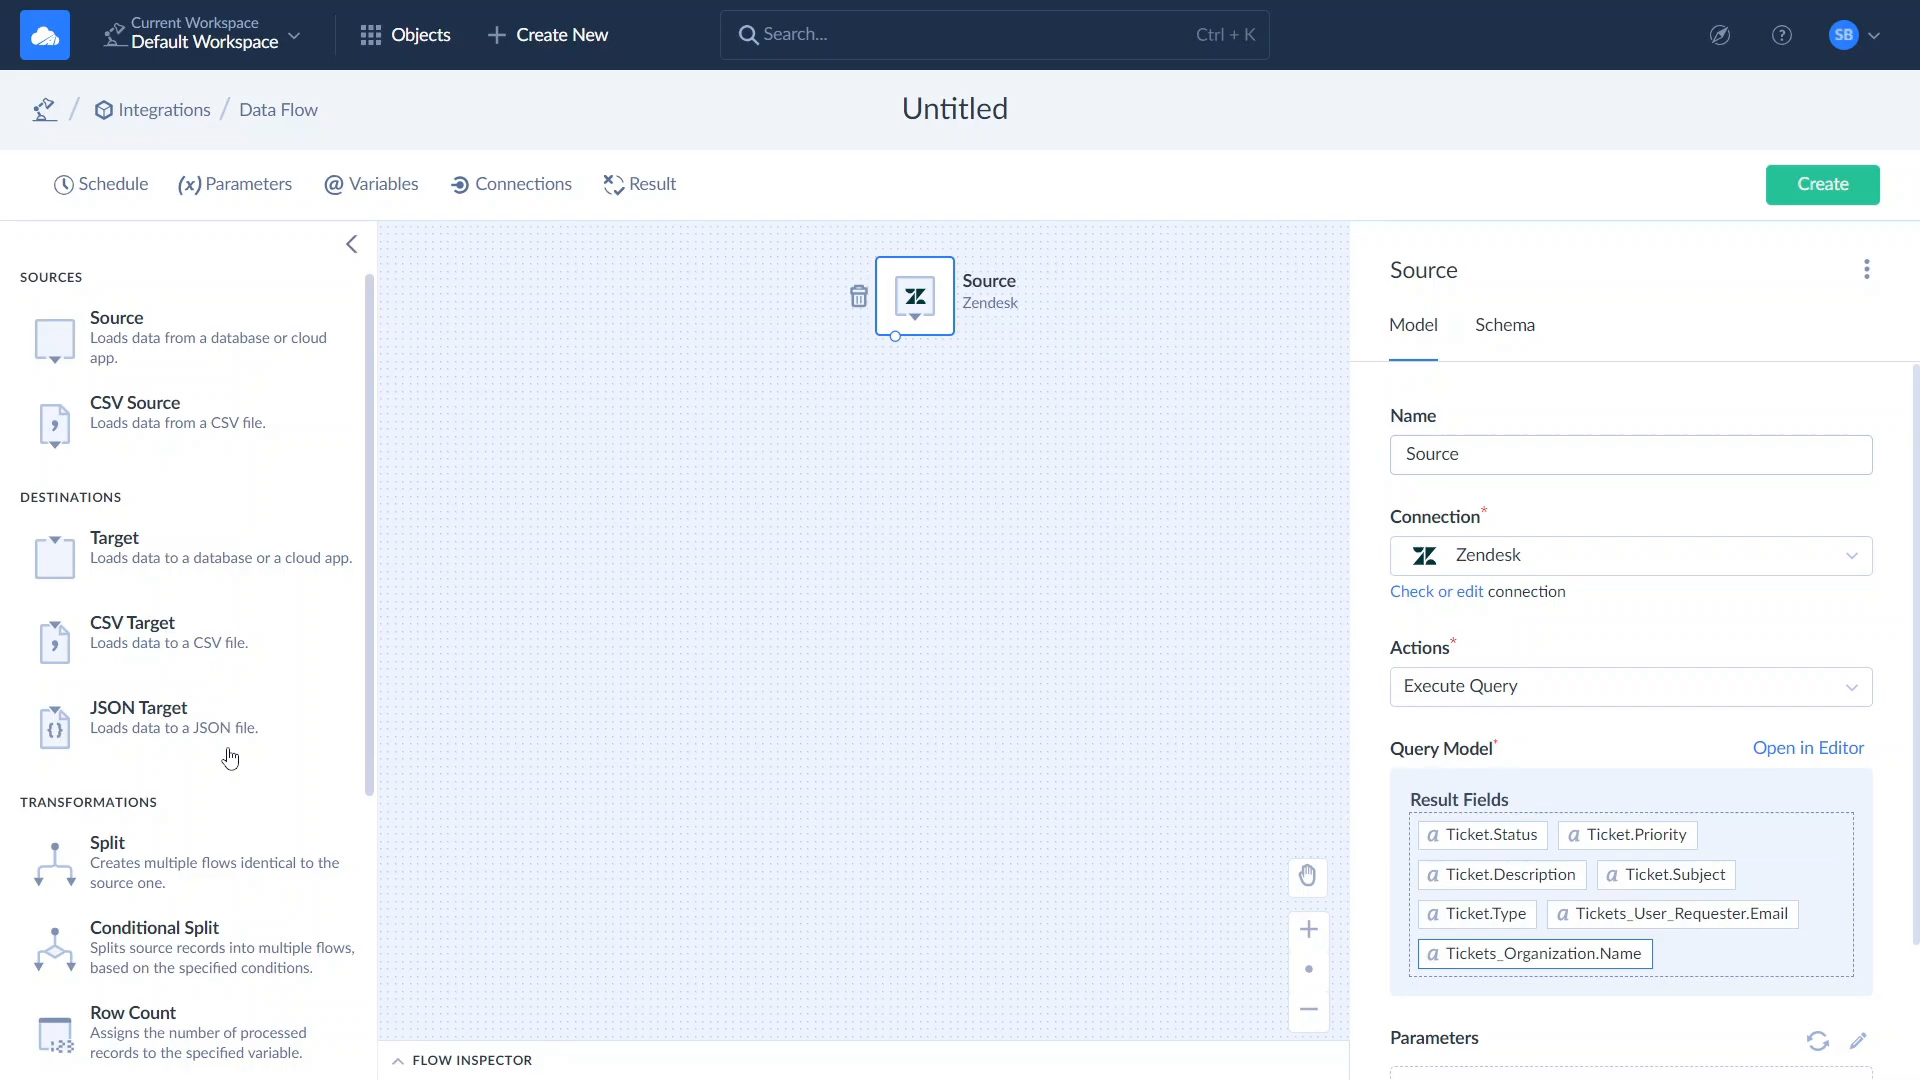 Current Workspace
Default Workspace
Objects
Create New
Search...
Ctrl + K
SB
Integrations / Data Flow
Untitled
Schedule
(x) Parameters
@ Variables
Connections
Result
Create
SOURCES
Source
Loads data from a database or cloud
app.
CSV Source
Loads data from a CSV file.
DESTINATIONS
Target
Loads data to a database or a cloud app.
CSV Target
Loads data to a CSV file.
JSON Target
Loads data to a JSON file.
TRANSFORMATIONS
Split
Creates multiple flows identical to the
source one.
Conditional Split
Splits source records into multiple flows,
based on the specified conditions.
Row Count
Assigns the number of processed
records to the specified variable.
Source
Zendesk
FLOW INSPECTOR
Source
Model
Schema
Name
Source
Connection*
Zendesk
Check or edit connection
Actions*
Execute Query
Query Model*
Open in Editor
Result Fields
a Ticket.Status
a Ticket.Priority
a Ticket.Description
a Ticket.Subject
a Ticket.Type
a Tickets_User_Requester.Email
a Tickets_Organization.Name
Parameters